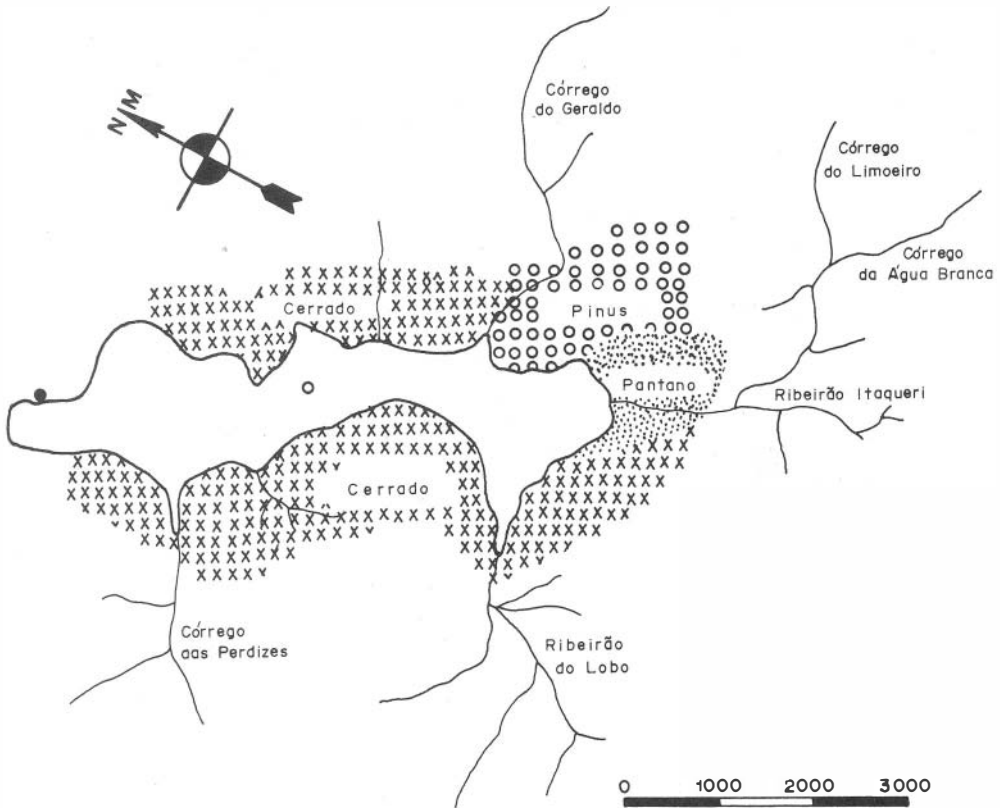 Córrego
do Geraldo
N M
Córrego
do Limoeiro
Córrego
da Água Branca
Cerrado
Pinus
Pantano
Ribeirão Itaqueri
Cerrado
Córrego
das Perdizes
Ribeirão
do Lobo
0 1000 2000 3000